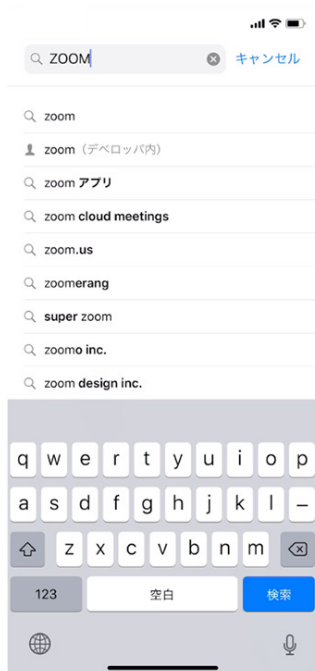 ZOOM キャンセル
zoom
zoom（デベロッパ内）
zoom アプリ
zoom cloud meetings
zoom.us
zoomerang
super zoom
zoomo inc.
zoom design inc.
q w e r t y u i o p
a s d f g h j k l –
z x c v b n m
123 空白 検索